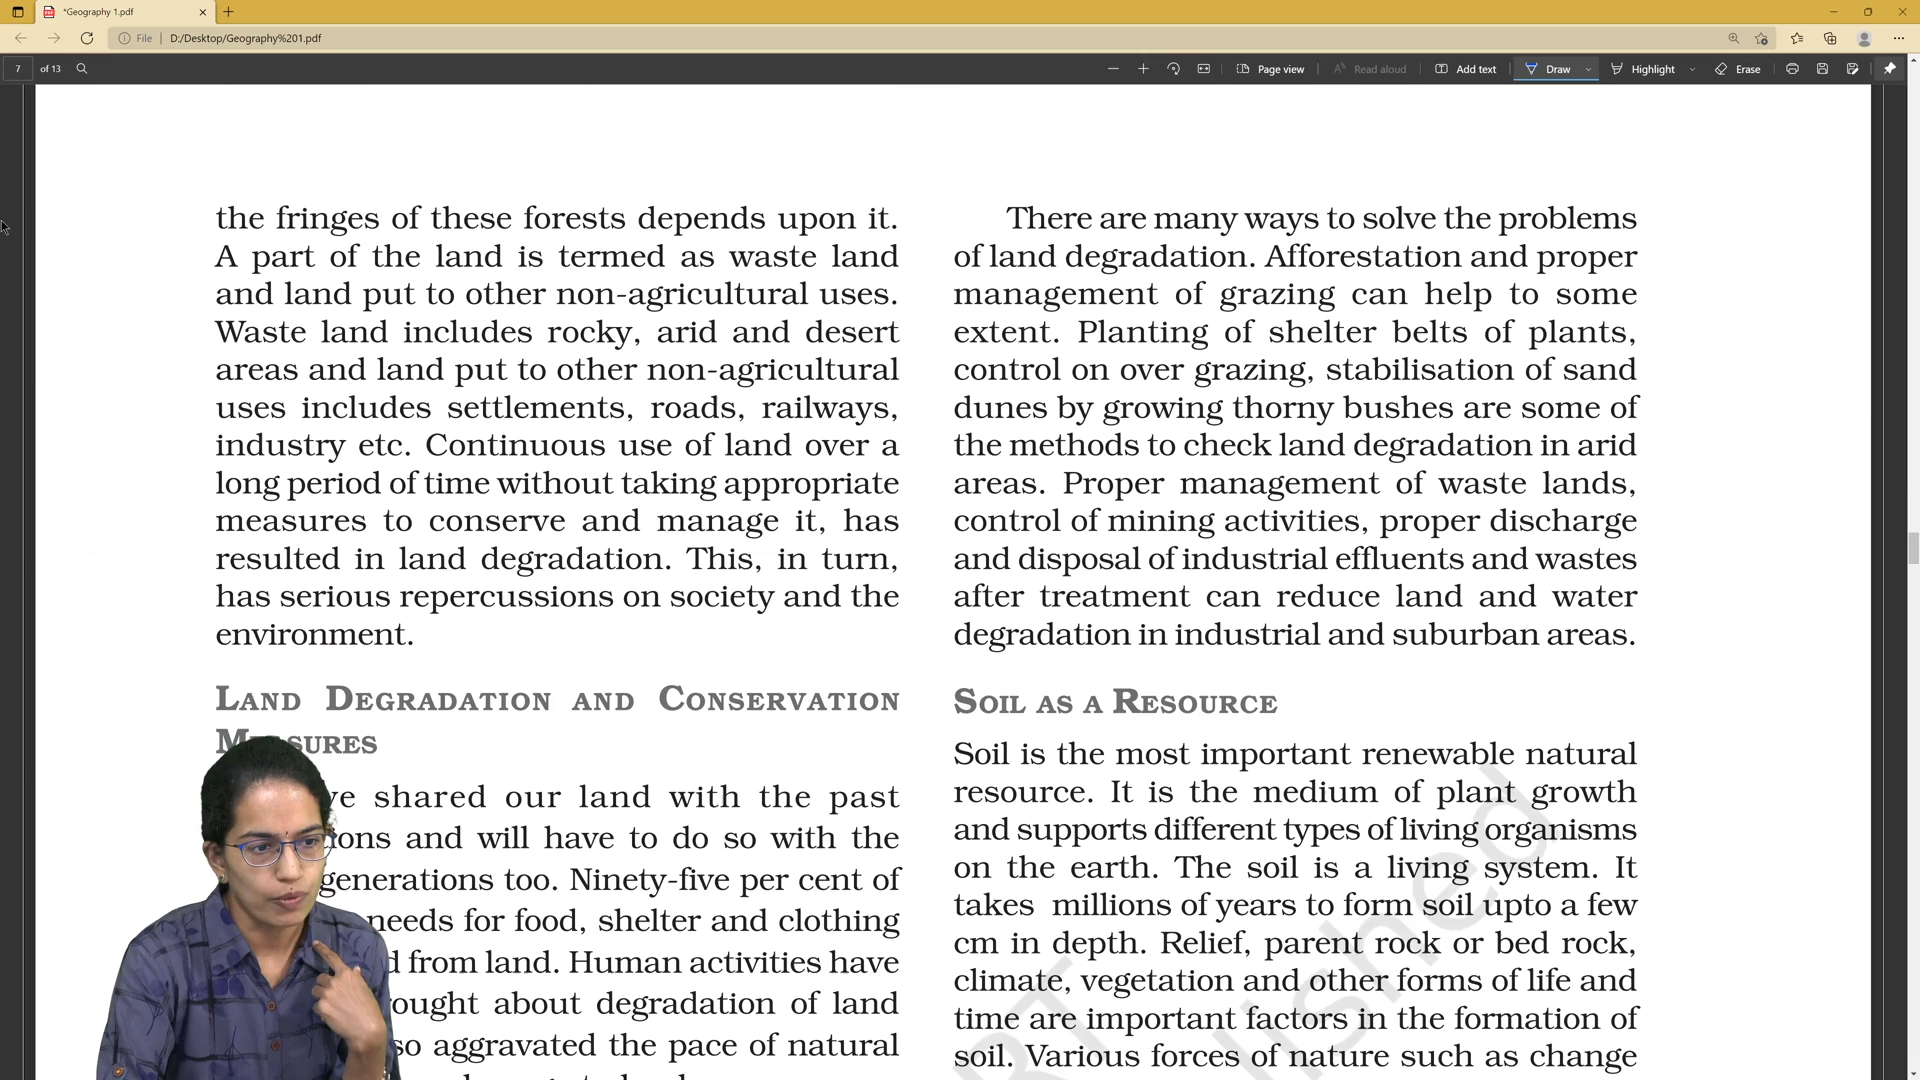 *Geography 1.pdf
File
D:/Desktop/Geography%201.pdf
7 of 13
Page view
Read aloud
Add text
Draw
Highlight
Erase
the fringes of these forests depends upon it.
A part of the land is termed as waste land
and land put to other non-agricultural uses.
Waste land includes rocky, arid and desert
areas and land put to other non-agricultural
uses includes settlements, roads, railways,
industry etc. Continuous use of land over a
long period of time without taking appropriate
measures to conserve and manage it, has
resulted in land degradation. This, in turn,
has serious repercussions on society and the
environment.
LAND DEGRADATION AND CONSERVATION
MEASURES
shared our land with the past
and will have to do so with the
generations too. Ninety-five per cent of
needs for food, shelter and clothing
from land. Human activities have
about degradation of land
aggravated the pace of natural
There are many ways to solve the problems
of land degradation. Afforestation and proper
management of grazing can help to some
extent. Planting of shelter belts of plants,
control on over grazing, stabilisation of sand
dunes by growing thorny bushes are some of
the methods to check land degradation in arid
areas. Proper management of waste lands,
control of mining activities, proper discharge
and disposal of industrial effluents and wastes
after treatment can reduce land and water
degradation in industrial and suburban areas.
SOIL AS A RESOURCE
Soil is the most important renewable natural
resource. It is the medium of plant growth
and supports different types of living organisms
on the earth. The soil is a living system. It
takes millions of years to form soil upto a few
cm in depth. Relief, parent rock or bed rock,
climate, vegetation and other forms of life and
time are important factors in the formation of
soil. Various forces of nature such as change